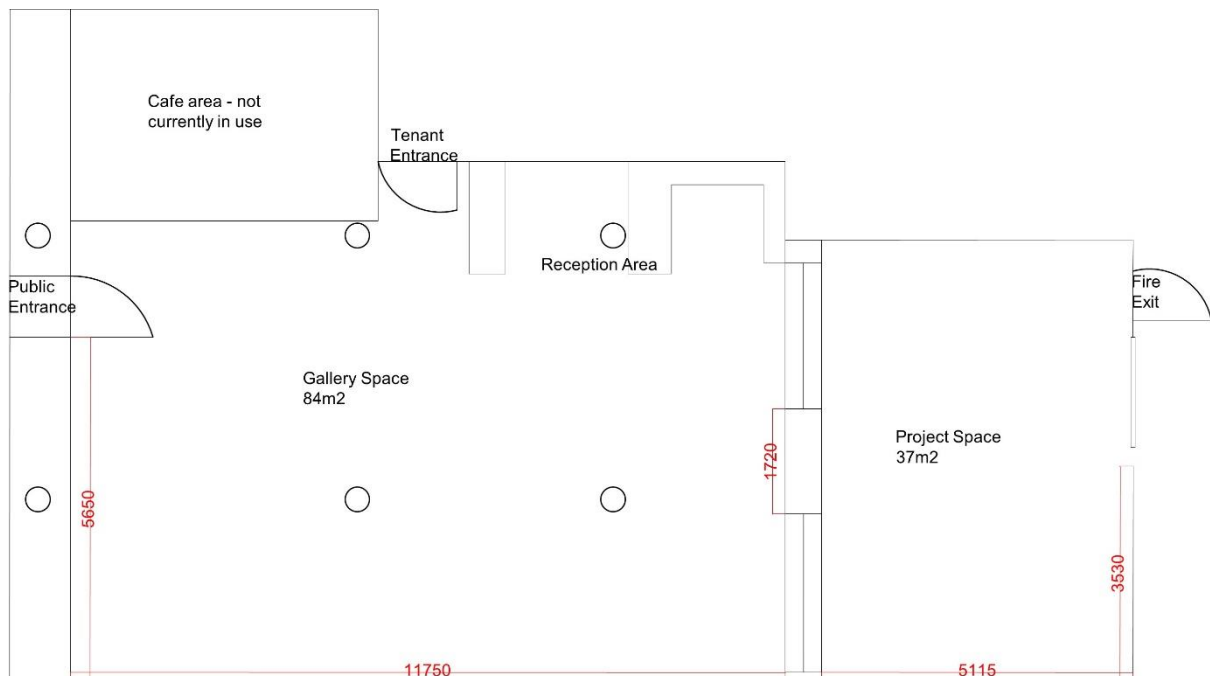 Cafe area - not
currently in use
Tenant
Entrance
Reception Area
Public
Entrance
Fire
Exit
Gallery Space
84m2
Project Space
37m2
1720
5650
3530
11750
5115